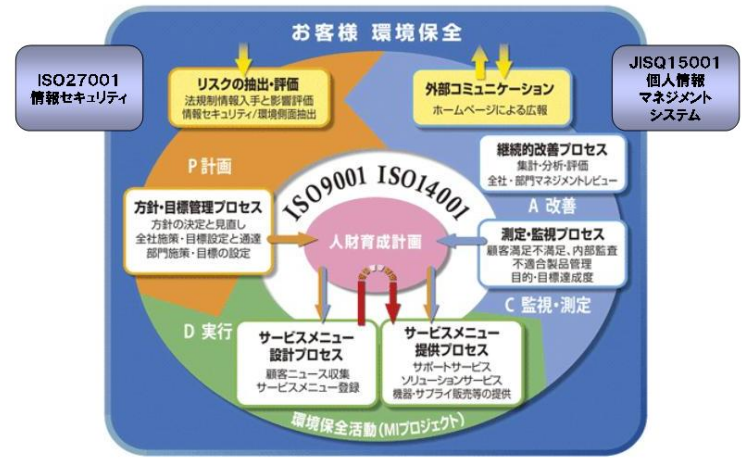 お客様 環境保全
ISO27001
情報セキュリティ
JISQ15001
個人情報
マネジメント
システム
リスクの抽出・評価
法規制情報入手と影響評価
情報セキュリティ/環境側面抽出
外部コミュニケーション
ホームページによる広報
P 計画
継続的改善プロセス
集計・分析・評価
全社・部門マネジメントレビュー
A 改善
ISO9001 ISO14001
方針・目標管理プロセス
方針の決定と見直し
全社施策・目標設定と通達
部門施策・目標の設定
人財育成計画
測定・監視プロセス
顧客満足不満足、内部監査
不適合製品管理
目的・目標達成度
C 監視・測定
D 実行
サービスメニュー
設計プロセス
顧客ニュース収集
サービスメニュー登録
サービスメニュー
提供プロセス
サポートサービス
ソリューションサービス
機器・サプライ販売等の提供
環境保全活動(MIプロジェクト)